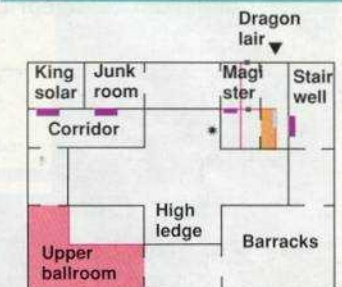 Dragon
lair
King
solar
Junk
room
Magi
ster
Stair
well
Corridor
High
ledge
Barracks
Upper
ballroom